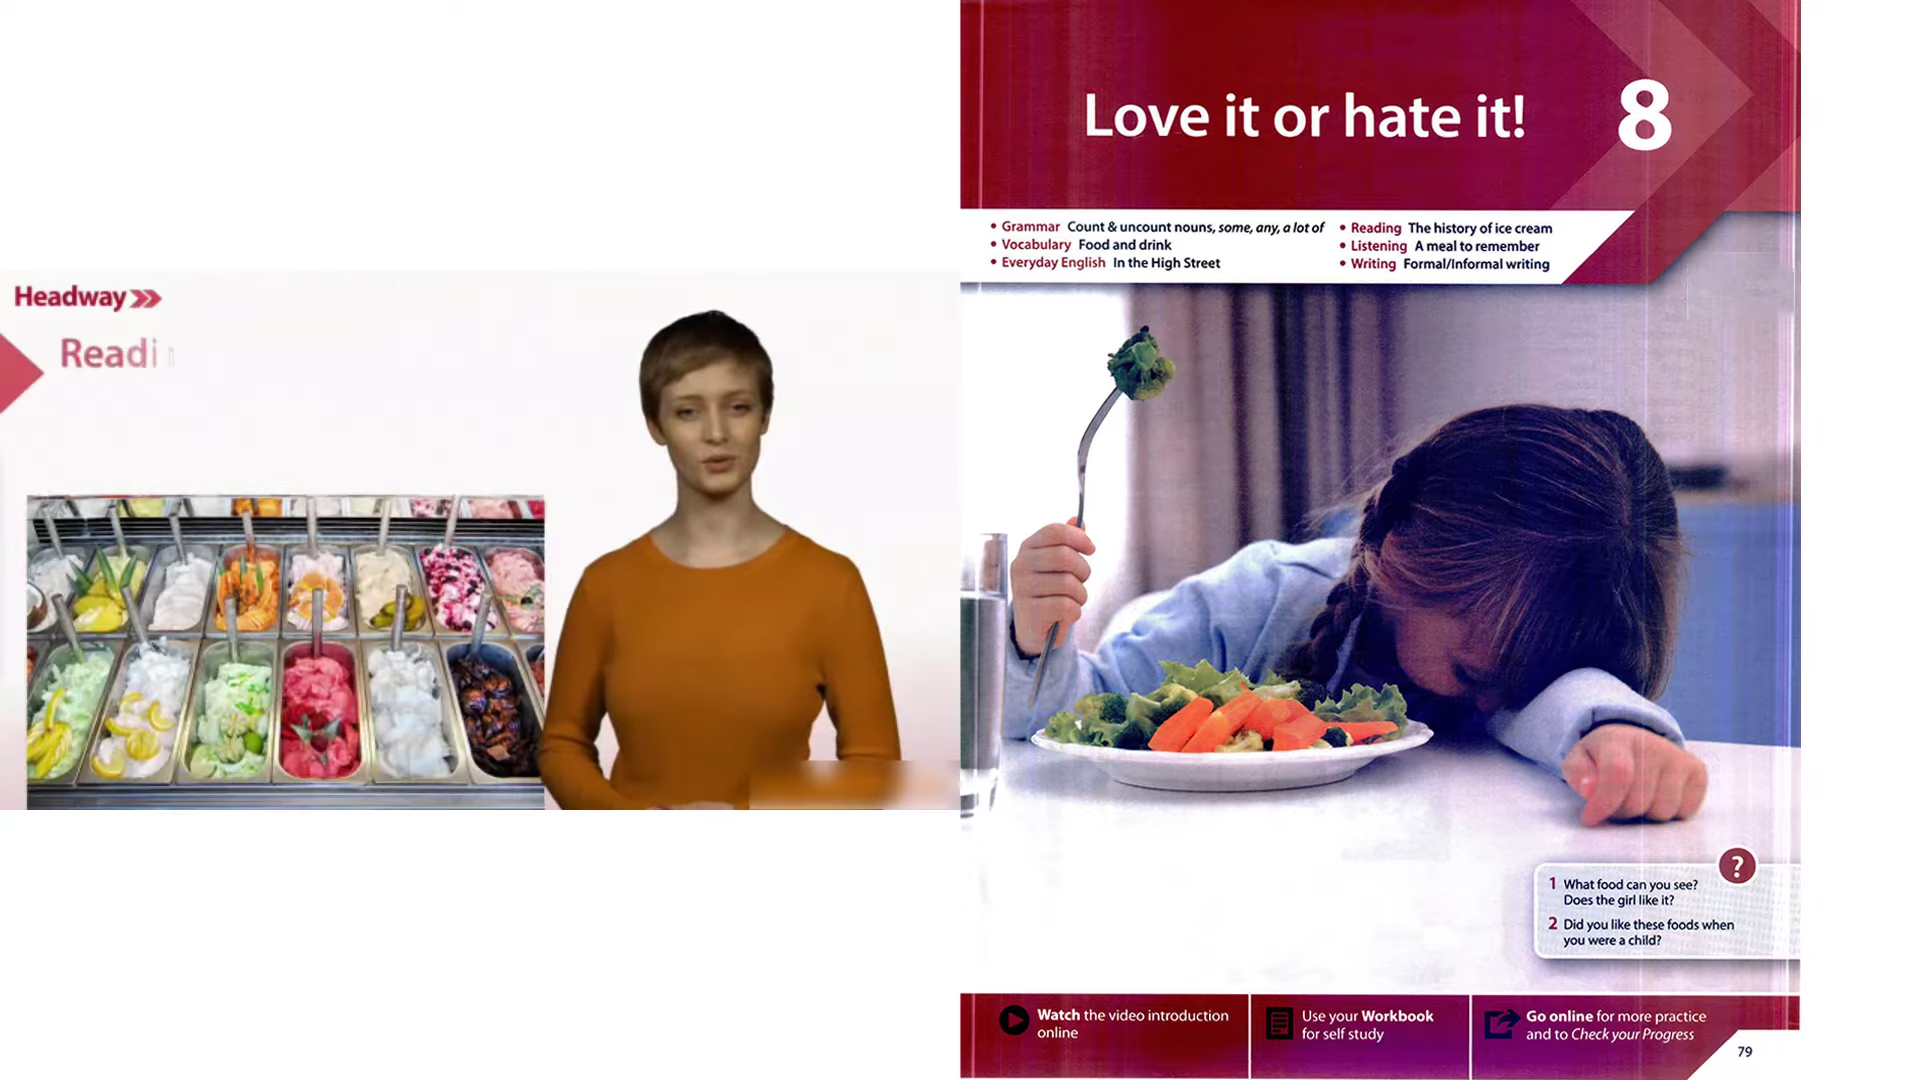 Headway
Readi
Love it or hate it! 8
• Grammar Count & uncount nouns, some, any, a lot of
• Vocabulary Food and drink
• Everyday English In the High Street
• Reading The history of ice cream
• Listening A meal to remember
• Writing Formal/Informal writing
?
1 What food can you see?
Does the girl like it?
2 Did you like these foods when
you were a child?
Watch the video introduction
online
Use your Workbook
for self study
Go online for more practice
and to Check your Progress
79